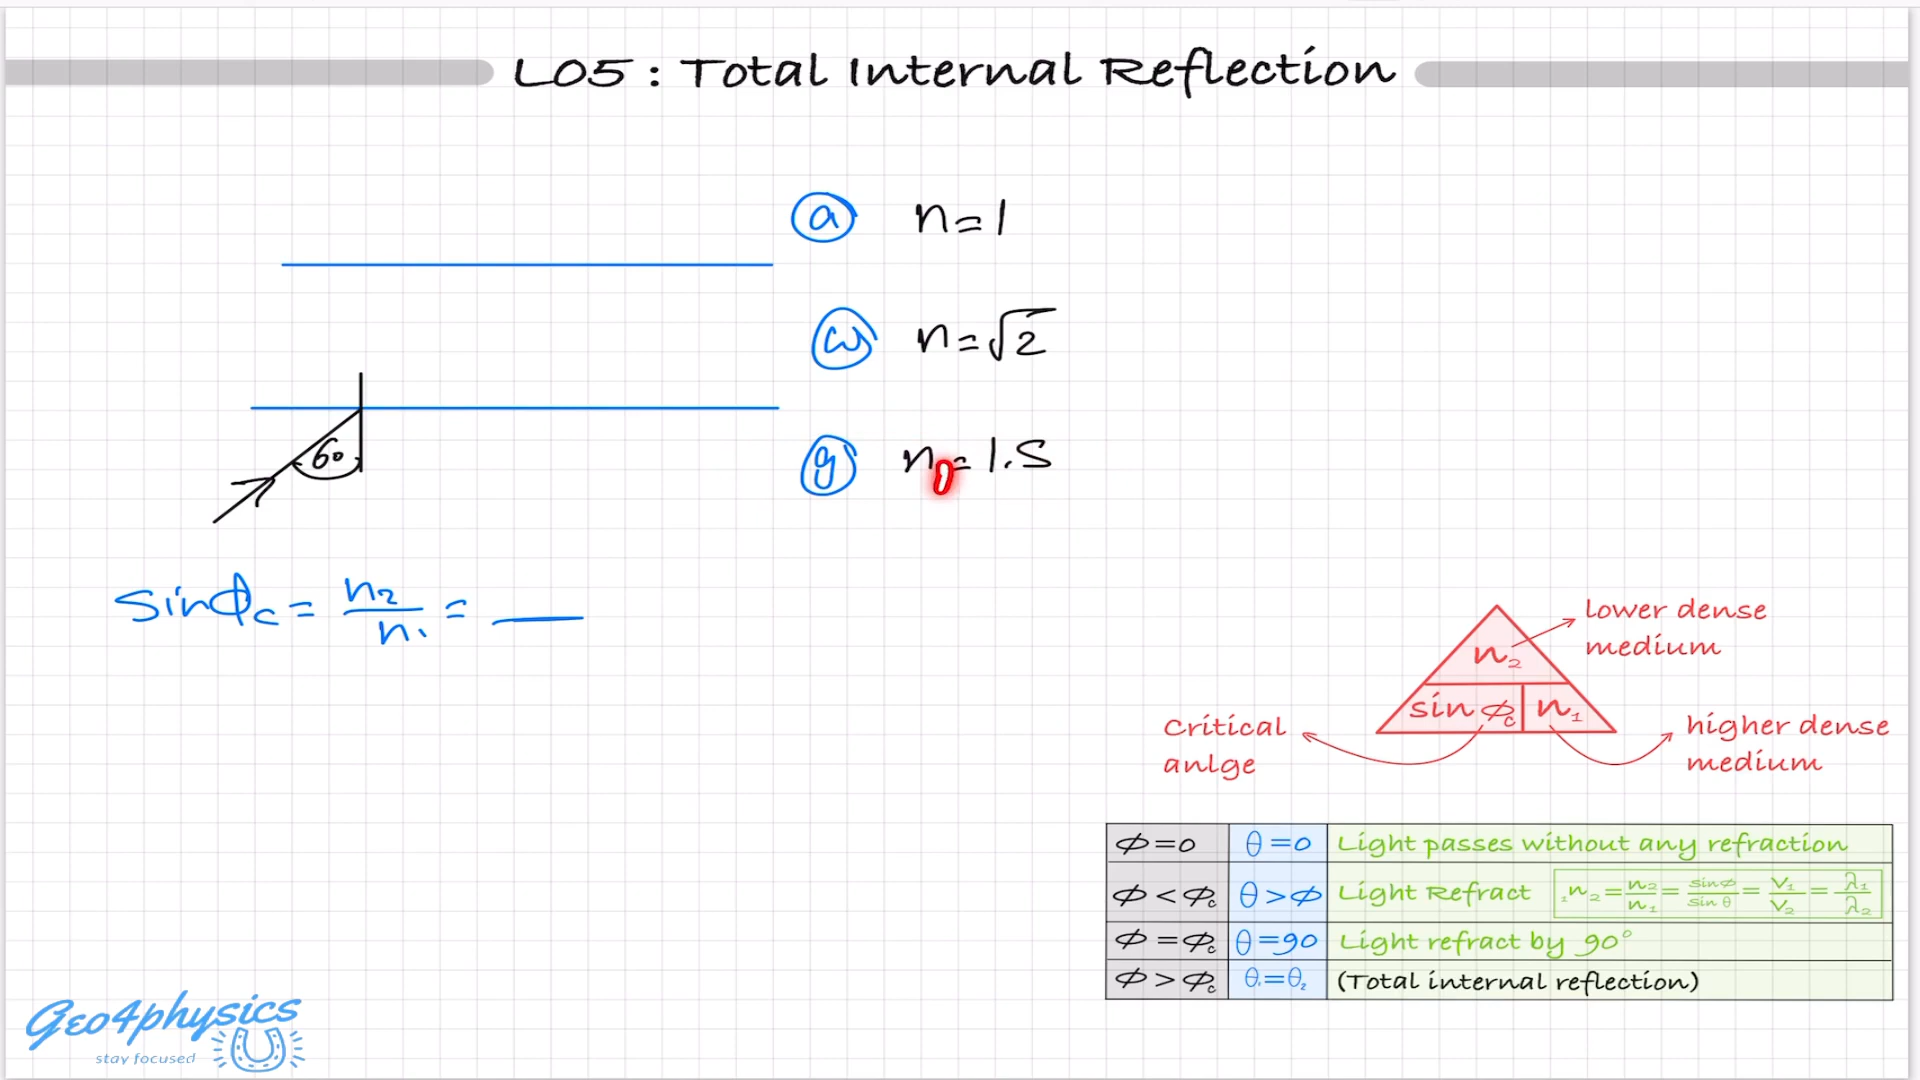 L05 : Total Internal Reflection
a n=1
w n=√2
60
g n₁= 1.5
sinϕc = n₂/n₁ =
lower dense
medium
n₂
sin ϕc n₁
Critical
anlge
higher dense
medium
ϕ=0 θ=0 Light passes without any refraction
ϕ<ϕc θ>ϕ Light Refract ₁n₂=n₂/n₁=sinϕ/sin θ=V₁/V₂=λ₁/λ₂
ϕ=ϕc θ=90 Light refract by 90°
ϕ>ϕc θ₁=θ₂ (Total internal reflection)
Geo4physics
stay focused